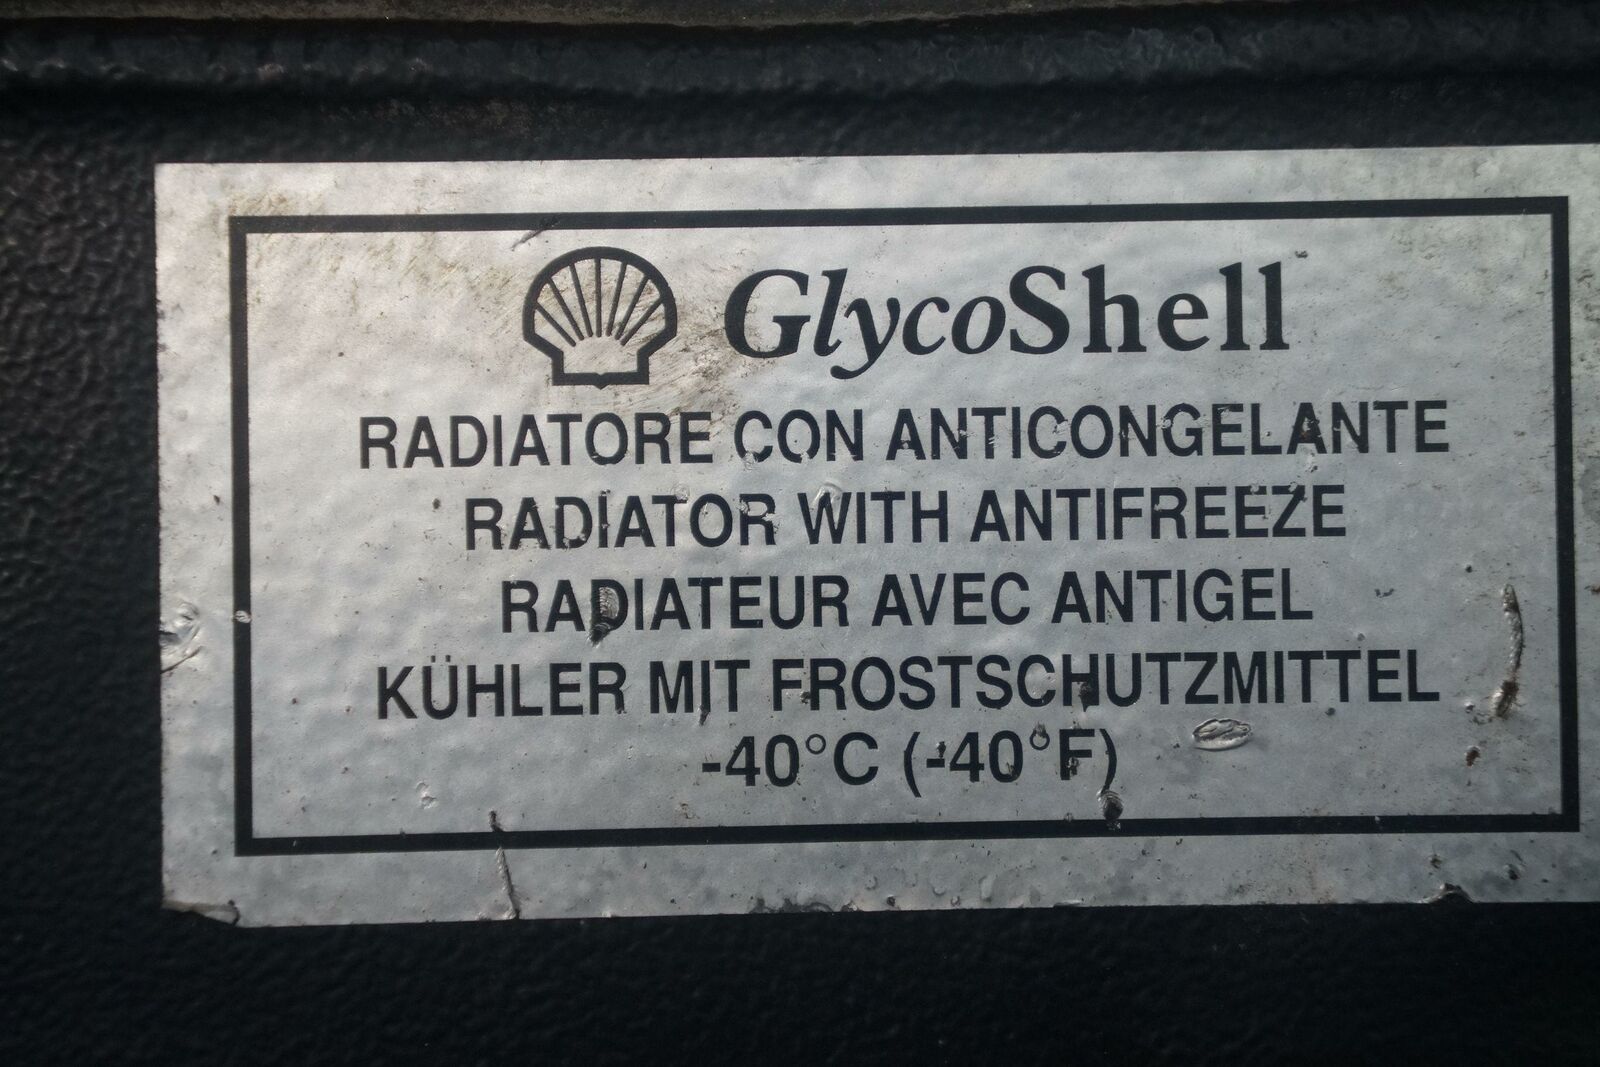 GlycoShell
RADIATORE CON ANTICONGELANTE
RADIATOR WITH ANTIFREEZE
RADIATEUR AVEC ANTIGEL
KÜHLER MIT FROSTSCHUTZMITTEL
-40°C (-40°F)